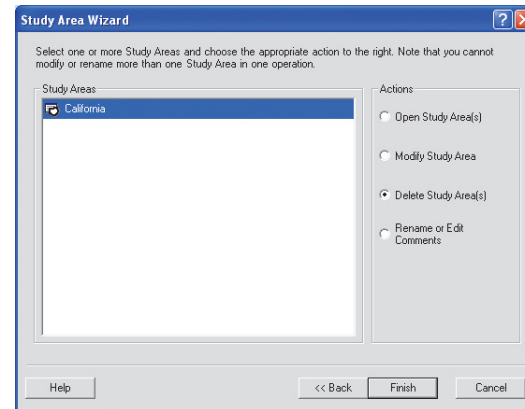 Study Area Wizard
Select one or more Study Areas and choose the appropriate action to the right. Note that you cannot
modify or rename more than one Study Area in one operation.
Study Areas
California
Actions
Open Study Area(s)
Modify Study Area
Delete Study Area(s)
Rename or Edit
Comments
Help
<< Back
Finish
Cancel